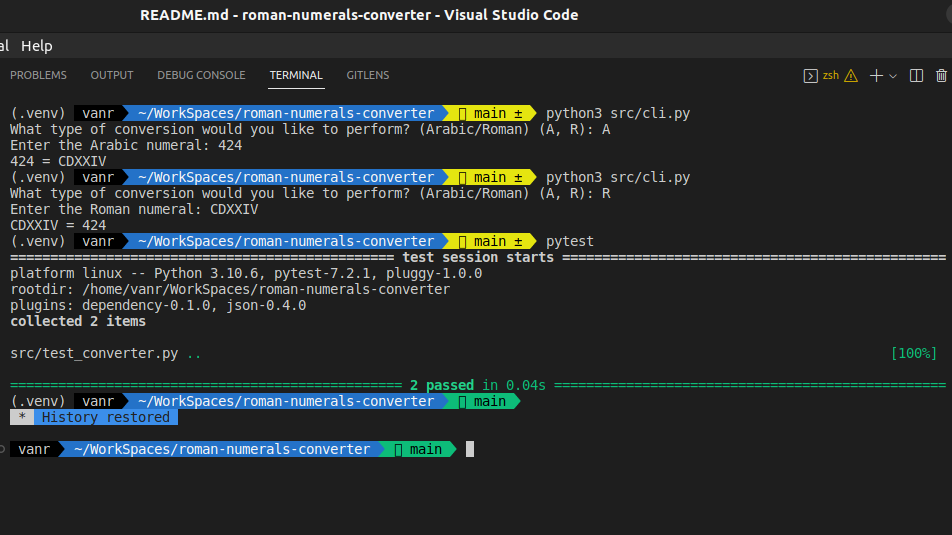 README.md - roman-numerals-converter - Visual Studio Code
al Help
PROBLEMS OUTPUT DEBUG CONSOLE TERMINAL GITLENS zsh
(.venv) vanr ~/WorkSpaces/roman-numerals-converter main ± python3 src/cli.py
What type of conversion would you like to perform? (Arabic/Roman) (A, R): A
Enter the Arabic numeral: 424
424 = CDXXIV
(.venv) vanr ~/WorkSpaces/roman-numerals-converter main ± python3 src/cli.py
What type of conversion would you like to perform? (Arabic/Roman) (A, R): R
Enter the Roman numeral: CDXXIV
CDXXIV = 424
(.venv) vanr ~/WorkSpaces/roman-numerals-converter main ± pytest
================================================ test session starts ================================================
platform linux -- Python 3.10.6, pytest-7.2.1, pluggy-1.0.0
rootdir: /home/vanr/WorkSpaces/roman-numerals-converter
plugins: dependency-0.1.0, json-0.4.0
collected 2 items
src/test_converter.py .. [100%]
================================================= 2 passed in 0.04s =================================================
(.venv) vanr ~/WorkSpaces/roman-numerals-converter main
* History restored
vanr ~/WorkSpaces/roman-numerals-converter main